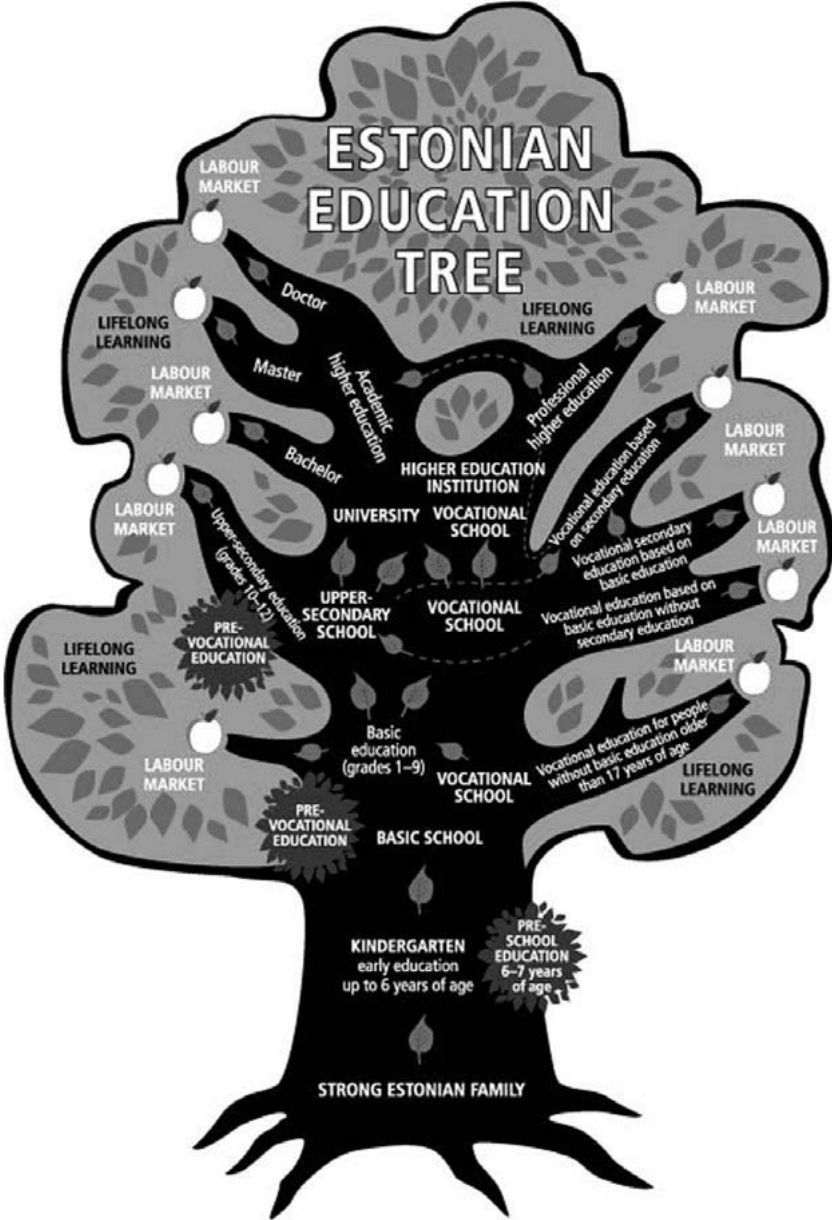 ESTONIAN
EDUCATION
TREE
LABOUR
MARKET
Doctor
LIFELONG
LEARNING
LIFELONG
LEARNING
LABOUR
MARKET
Master
Academic
higher education
Professional
higher education
LABOUR
MARKET
Bachelor
HIGHER EDUCATION
INSTITUTION
LABOUR
MARKET
LABOUR
MARKET
UNIVERSITY
VOCATIONAL
SCHOOL
Vocational education based
on secondary education
LABOUR
MARKET
Upper-secondary education
(grades 10–12)
Vocational secondary
education based on
basic education
UPPER-
SECONDARY
SCHOOL
VOCATIONAL
SCHOOL
Vocational education based on
basic education without
secondary education
PRE-
VOCATIONAL
EDUCATION
LIFELONG
LEARNING
LABOUR
MARKET
Basic
education
(grades 1–9)
LABOUR
MARKET
VOCATIONAL
SCHOOL
Vocational education for people
without basic education older
than 17 years of age
LIFELONG
LEARNING
PRE-
VOCATIONAL
EDUCATION
BASIC SCHOOL
KINDERGARTEN
early education
up to 6 years of age
PRE-
SCHOOL
EDUCATION
6–7 years
of age
STRONG ESTONIAN FAMILY